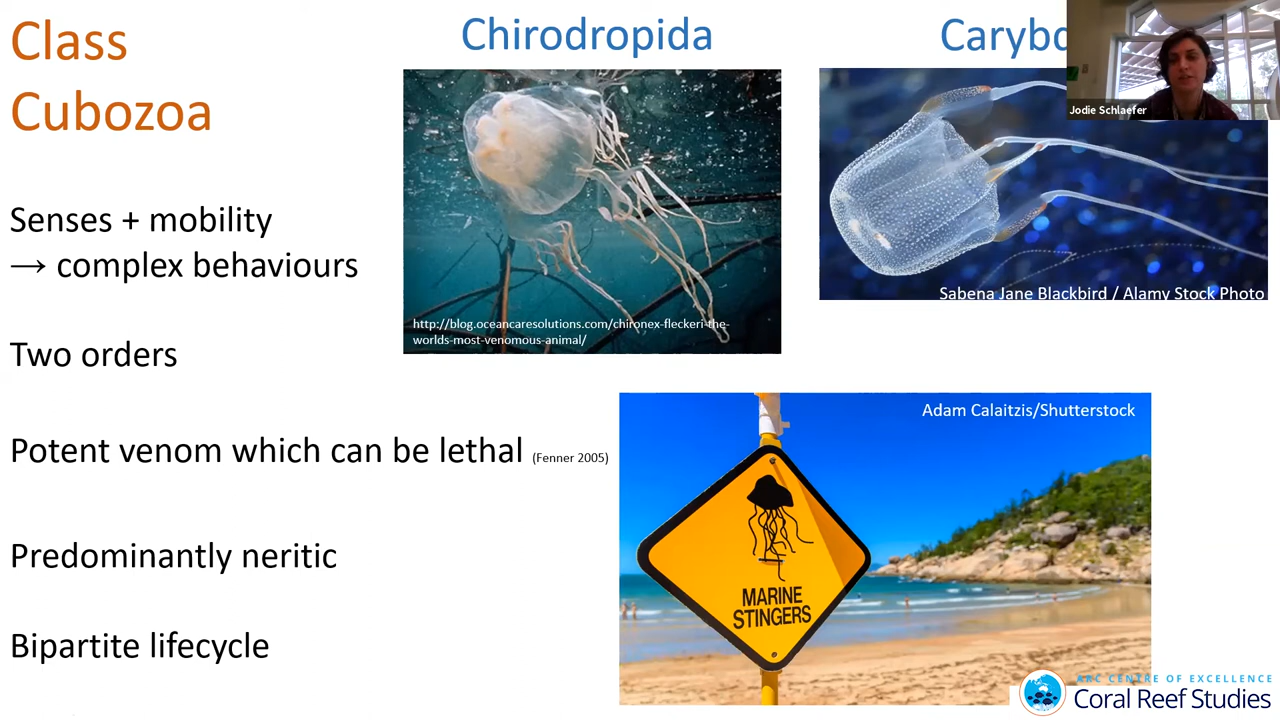 Class
Cubozoa
Senses + mobility
→ complex behaviours
Two orders
Potent venom which can be lethal (Fenner 2005)
Predominantly neritic
Bipartite lifecycle
Chirodropida
http://blog.oceancaresolutions.com/chironex-fleckeri-the-
worlds-most-venomous-animal/
Jodie Schlaefer
Sabena Jane Blackbird / Alamy Stock Photo
Adam Calaitzis/Shutterstock
MARINE
STINGERS
ARC CENTRE OF EXCELLENCE
Coral Reef Studies